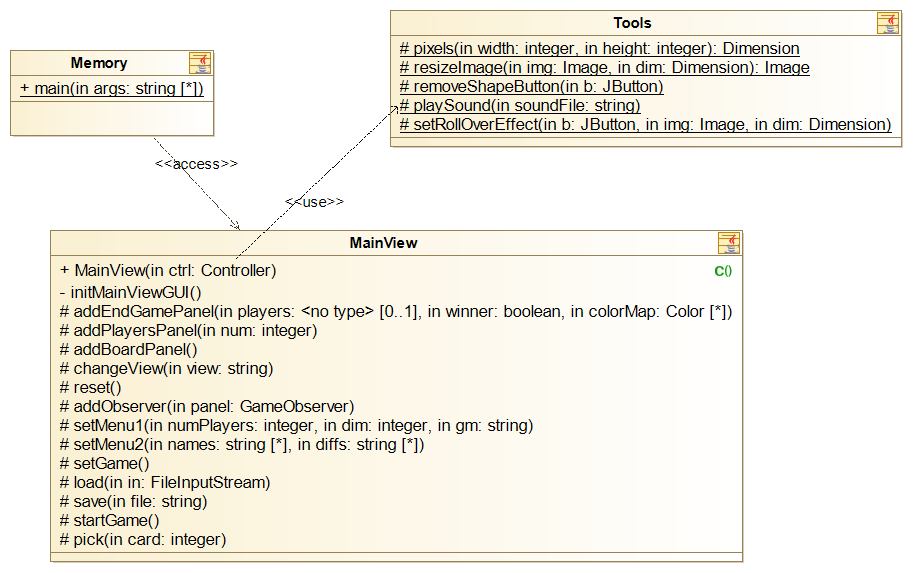 Tools
# pixels(in width: integer, in height: integer): Dimension
# resizeImage(in img: Image, in dim: Dimension): Image
# removeShapeButton(in b: JButton)
# playSound(in soundFile: string)
# setRollOverEffect(in b: JButton, in img: Image, in dim: Dimension)
Memory
+ main(in args: string [*])
<<access>>
<<use>>
MainView
+ MainView(in ctrl: Controller)
C()
- initMainViewGUI()
# addEndGamePanel(in players: <no type> [0..1], in winner: boolean, in colorMap: Color [*])
# addPlayersPanel(in num: integer)
# addBoardPanel()
# changeView(in view: string)
# reset()
# addObserver(in panel: GameObserver)
# setMenu1(in numPlayers: integer, in dim: integer, in gm: string)
# setMenu2(in names: string [*], in diffs: string [*])
# setGame()
# load(in in: FileInputStream)
# save(in file: string)
# startGame()
# pick(in card: integer)